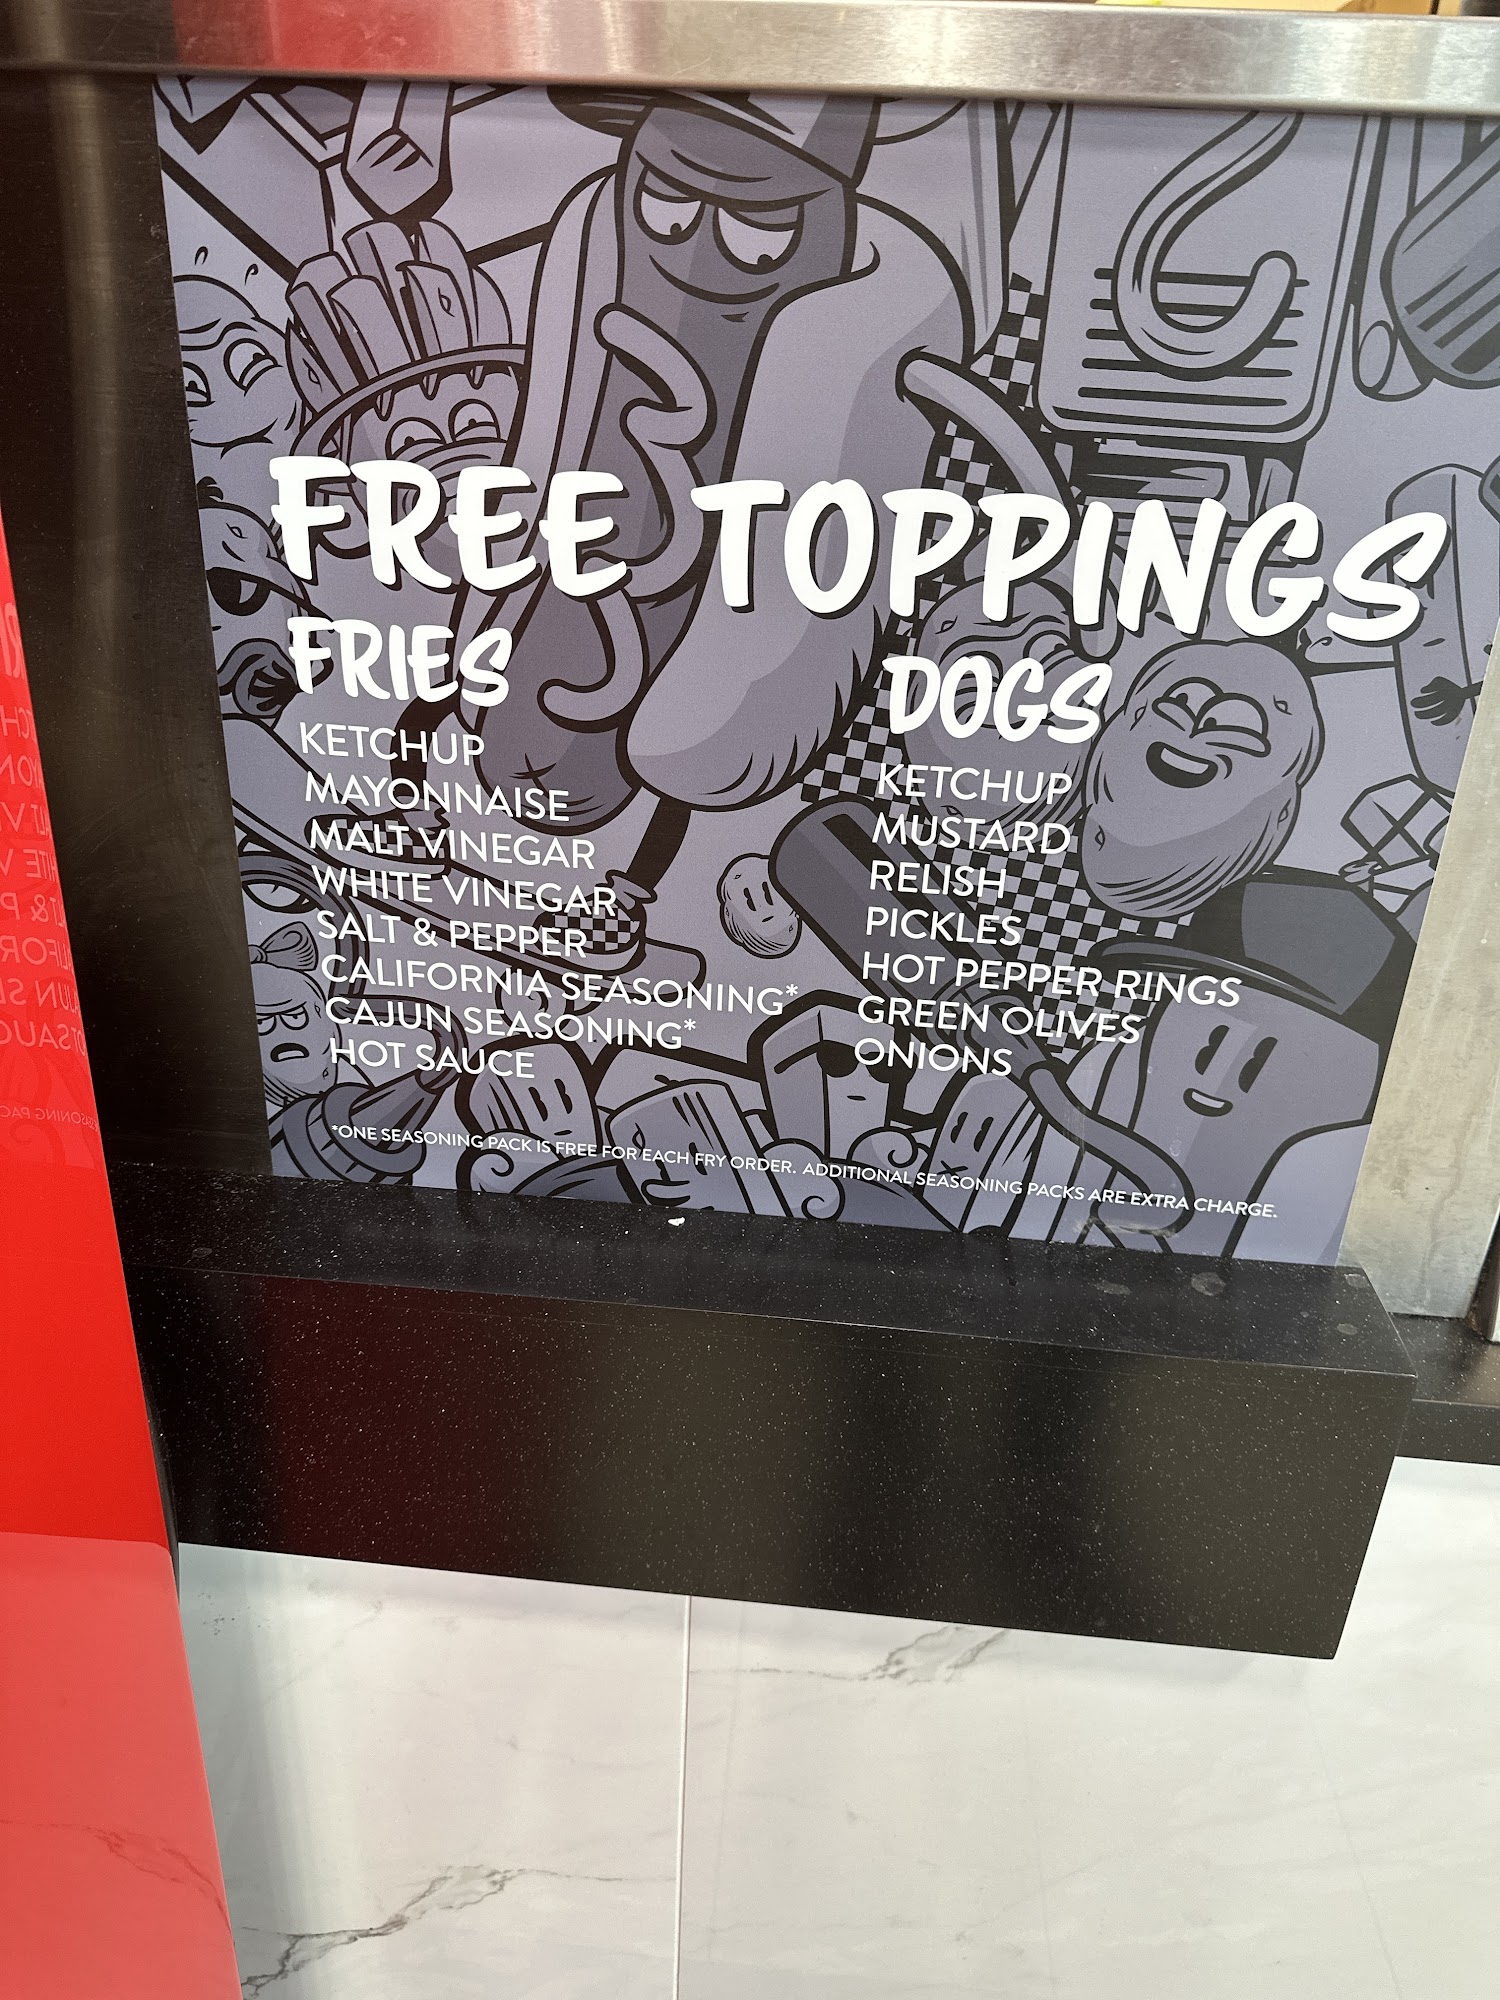 FREE TOPPINGS
FRIES
KETCHUP
MAYONNAISE
MALT VINEGAR
WHITE VINEGAR
SALT & PEPPER
CALIFORNIA SEASONING*
CAJUN SEASONING*
HOT SAUCE
DOGS
KETCHUP
MUSTARD
RELISH
PICKLES
HOT PEPPER RINGS
GREEN OLIVES
ONIONS
*ONE SEASONING PACK IS FREE FOR EACH FRY ORDER. ADDITIONAL SEASONING PACKS ARE EXTRA CHARGE.